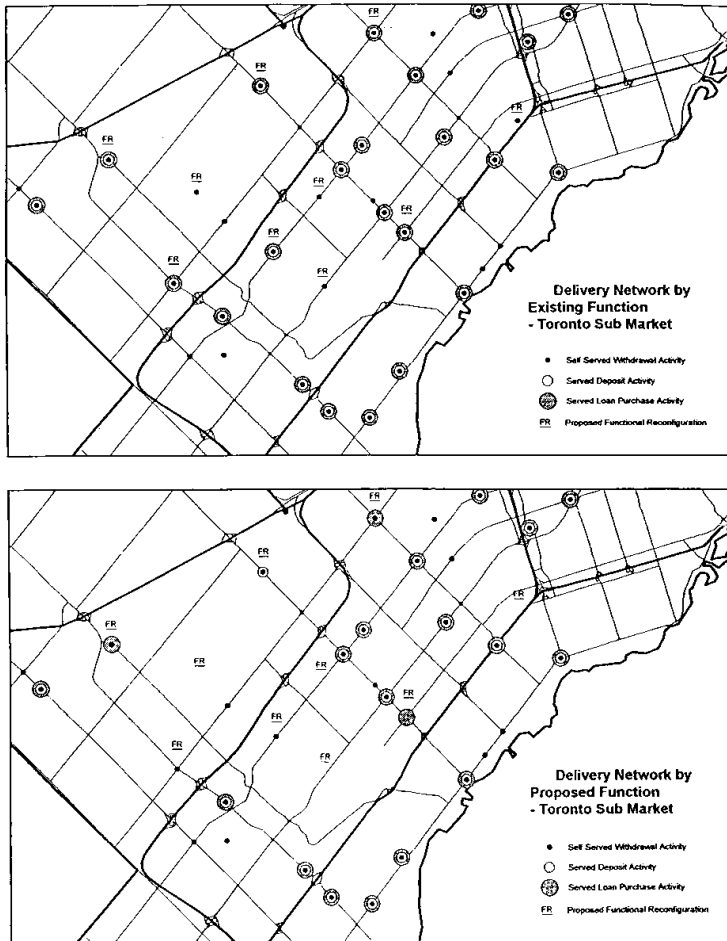 FR
FR
FR
FR
FR
FR
FR
FR
FR
FR
Delivery Network by
Existing Function
- Toronto Sub Market
Self Served Withdrawal Activity
Served Deposit Activity
Served Loan Purchase Activity
FR Proposed Functional Reconfiguration
FR
FR
FR
FR
FR
FR
FR
FR
FR
FR
Delivery Network by
Proposed Function
- Toronto Sub Market
Self Served Withdrawal Activity
Served Deposit Activity
Served Loan Purchase Activity
FR Proposed Functional Reconfiguration